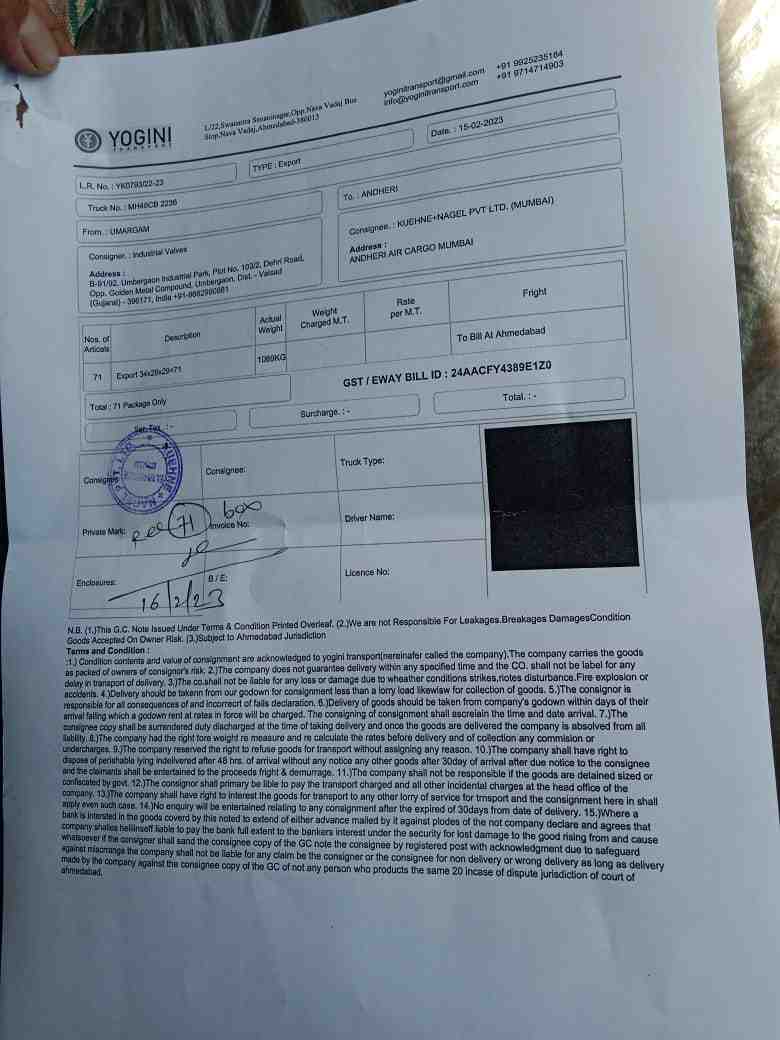 YOGINI
TRANSPORT
L/22,Swaminarayannagar,Opp.Nava Vadaj Bus
Stop,Nava Vadaj,Ahmedabad-380013
yoginitransport@gmail.com
info@yoginitransport.com
+91 9925235164
+91 9714714903
L.R. No. : YK0793/22-23
TYPE : Export
Date. : 15-02-2023
Truck No. : MH48CB 2236
From. : UMARGAM
To. : ANDHERI
Consigner. : Industrial Valves
Address :
B-91/92, Umbergaon Industrial Park, Plot No. 103/2, Dehri Road,
Opp. Golden Metal Compound, Umbergaon, Dist. - Valsad
(Gujarat) - 396171, India
Consignee. : KUEHNE+NAGEL PVT LTD. (MUMBAI)
Address :
ANDHERI AIR CARGO MUMBAI
Nos. of
Articals
Description
Actual
Weight
Weight
Charged M.T.
Rate
per M.T.
Fright
71
Export 34x29x29=71
1089KG
To Bill At Ahmedabad
Total : 71 Package Only
GST / EWAY BILL ID : 24AACFY4389E1Z0
Ser.Tax. : -
Surcharge. : -
Total. : -
Consigner
Consignee:
Truck Type:
Private Mark:
Invoice No:
Driver Name:
Enclosures:
B / E:
Licence No:
Rec 71 box
16/2/23
N.B. (1.)This G.C. Note Issued Under Terms & Condition Printed Overleaf. (2.)We are not Responsible For Leakages.Breakages DamagesCondition
Goods Accepted On Owner Risk. (3.)Subject to Ahmedabad Jurisdiction
Terms and Condition :
:1.) Condition contents and value of consignment are acknowledged to yogini transport(nereinafer called the company).The company carries the goods
as packed of owners of consignor's risk. 2.)The company does not guarantee delivery within any specified time and the CO. shall not be label for any
delay in transport of delivery. 3.)The co.shall not be liable for any loss or damage due to wheather conditions strikes,riotes disturbance.Fire explosion or
accidents. 4.)Delivery should be takenn from our godown for consignment less than a lorry load likewisw for collection of goods. 5.)The consignor is
responsible for all consequences of and incorrecrt of fails declaration. 6.)Delivery of goods should be taken from company's godown within days of their
arrival failing which a godown rent at rates in force will be charged. The consigning of consignment shall escrelain the time and date arrival. 7.)The
consignee copy shall be surrendered duty discharged at the time of taking delivery and once the goods are delivered the company is absolved from all
liability. 8.)The company had the right fore weight re measure and re calculate the rates before delivery and of collection any commision or
undercharges. 9.)The company reserved the right to refuse goods for transport without assigning any reason. 10.)The company shall have right to
dispose of perishable lying indelivered after 48 hrs. of arrival without any notice any other goods after 30day of arrival after due notice to the consignee
and the claimants shall be entertained to the proceeds fright & demurrage. 11.)The company shall not be responsible if the goods are detained sized or
confiscated by govt. 12.)The consignor shall primary be lible to pay the transport charged and all other incidental charges at the head office of the
company. 13.)The company shall have right to interest the goods for transport to any other lorry of service for trnsport and the consignment here in shall
apply even such case. 14.)No enquiry will be entertained relating to any consignment after the expired of 30days from date of delivery. 15.)Where a
bank is intersted in the goods coverd by this noted to extend of either advance mailed by it against plodes of the not company declare and agrees that
company shalles hellinself liable to pay the bank full extent to the bankers interest under the security for lost damage to the good rising from and cause
whatsoever if the consigner shall sand the consignee copy of the GC note the consignee by registered post with acknowledgment due to safeguard
against miaomange the company shall not be liable for any claim be the consigner or the consignee for non delivery or wrong delivery as long as delivery
made by the company against the consignee copy of the GC of not any person who products the same 20 incase of dispute jurisdiction of court of
ahmedabad.